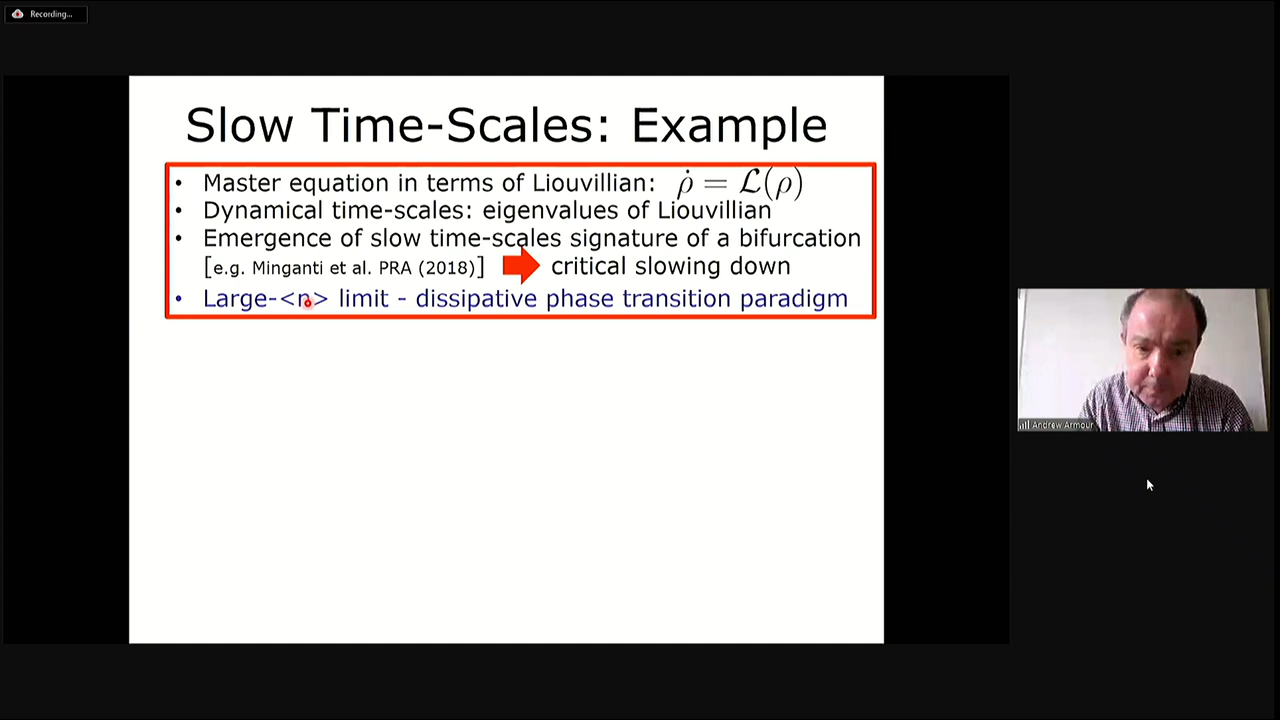 Recording...
Slow Time-Scales: Example
• Master equation in terms of Liouvillian: ρ̇ = ℒ(ρ)
• Dynamical time-scales: eigenvalues of Liouvillian
• Emergence of slow time-scales signature of a bifurcation
[e.g. Minganti et al. PRA (2018)] critical slowing down
• Large-<n> limit - dissipative phase transition paradigm
Andrew Armour